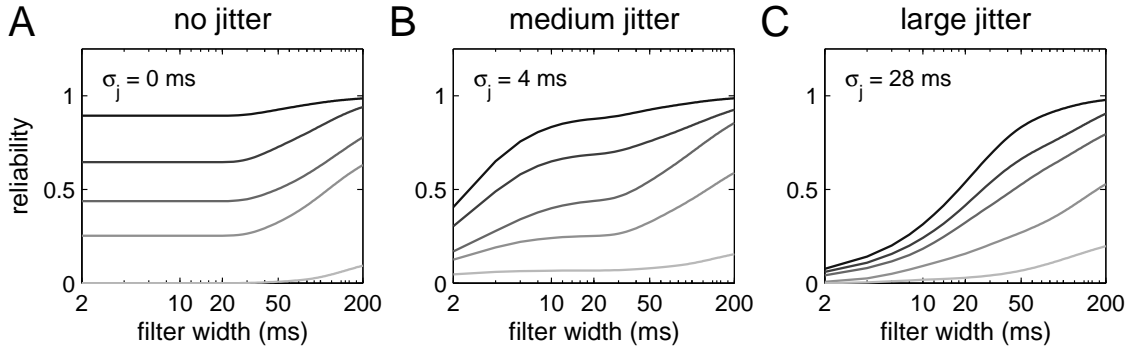 A no jitter B medium jitter C large jitter
σj = 0 ms σj = 4 ms σj = 28 ms
1 1 1
reliability
0.5 0.5 0.5
0 0 0
2 10 20 50 200 2 10 20 50 200 2 10 20 50 200
filter width (ms) filter width (ms) filter width (ms)